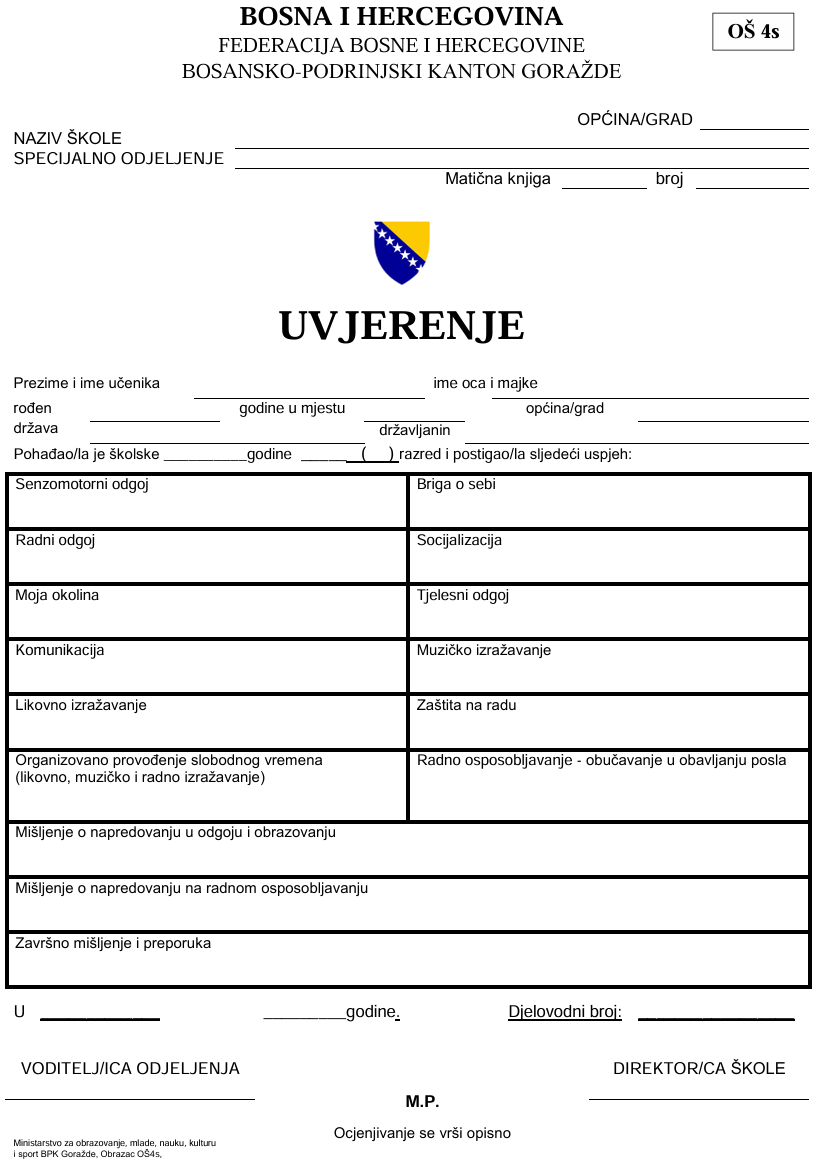 BOSNA I HERCEGOVINA
OŠ 4s
FEDERACIJA BOSNE I HERCEGOVINE
BOSANSKO-PODRINJSKI KANTON GORAŽDE
OPĆINA/GRAD
NAZIV ŠKOLE
SPECIJALNO ODJELJENJE
Matična knjiga broj
UVJERENJE
Prezime i ime učenika ime oca i majke
rođen godine u mjestu općina/grad
država državljanin
Pohađao/la je školske __________godine ______ ( ) razred i postigao/la sljedeći uspjeh:
Senzomotorni odgoj Briga o sebi
Radni odgoj Socijalizacija
Moja okolina Tjelesni odgoj
Komunikacija Muzičko izražavanje
Likovno izražavanje Zaštita na radu
Organizovano provođenje slobodnog vremena Radno osposobljavanje - obučavanje u obavljanju posla
(likovno, muzičko i radno izražavanje)
Mišljenje o napredovanju u odgoju i obrazovanju
Mišljenje o napredovanju na radnom osposobljavanju
Završno mišljenje i preporuka
U _____________ _________godine. Djelovodni broj: _________________
VODITELJ/ICA ODJELJENJA DIREKTOR/CA ŠKOLE
M.P.
Ocjenjivanje se vrši opisno
Ministarstvo za obrazovanje, mlade, nauku, kulturu
i sport BPK Goražde, Obrazac OŠ4s,